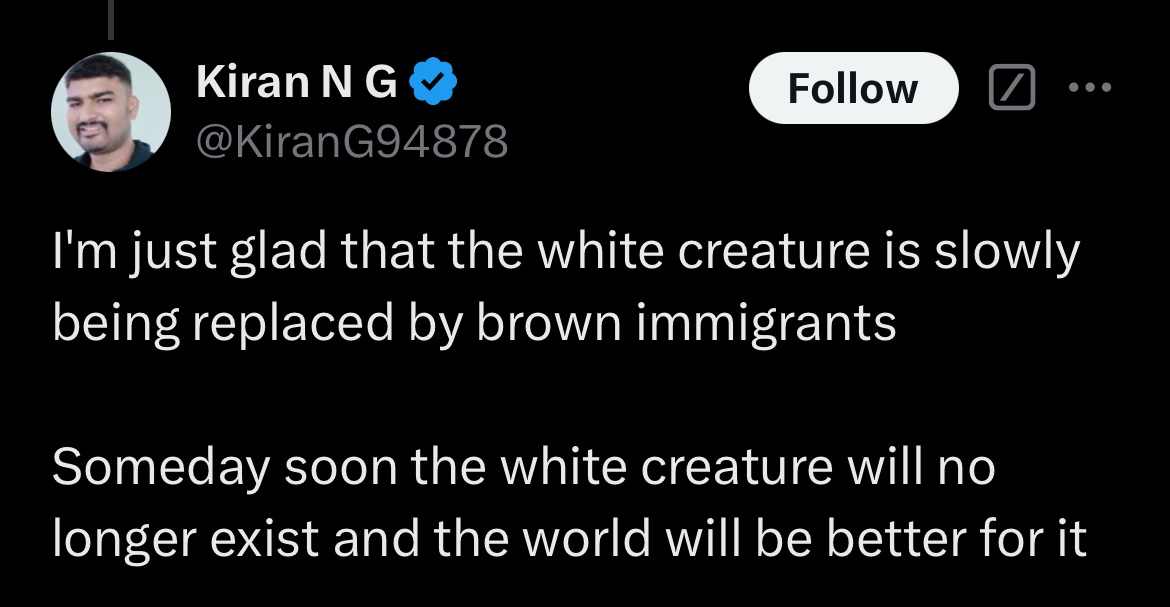 Kiran N G
Follow
@KiranG94878
I'm just glad that the white creature is slowly
being replaced by brown immigrants
Someday soon the white creature will no
longer exist and the world will be better for it